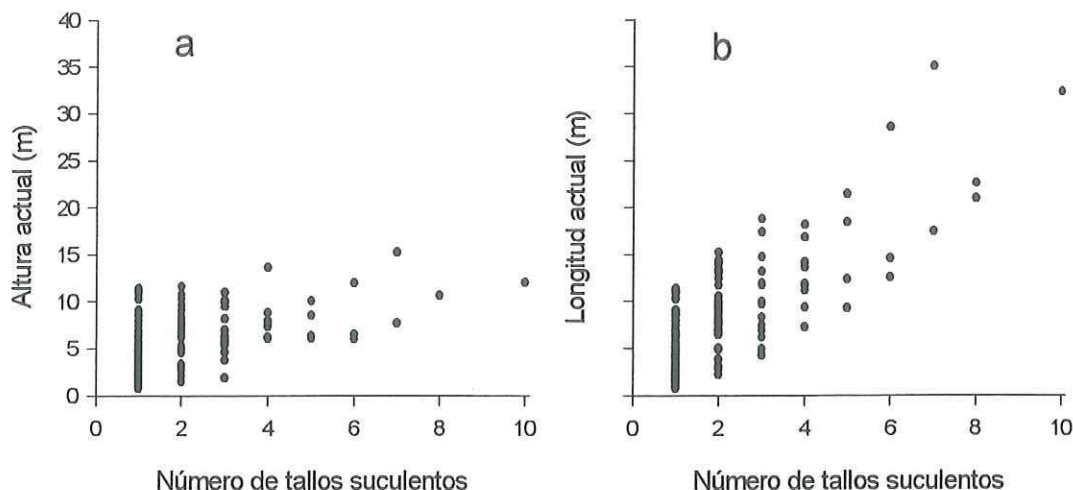 a
Altura actual (m)
40
35
30
25
20
15
10
5
0
0 2 4 6 8 10
Número de tallos suculentos
b
Longitud actual (m)
0 2 4 6 8 10
Número de tallos suculentos